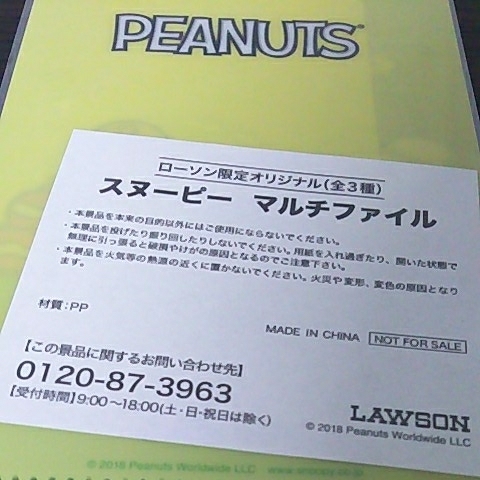 PEANUTS™
ローソン限定オリジナル(全3種)
スヌーピー マルチファイル
・本景品を本来の目的以外にはご使用にならないでください。
・本景品を投げたり振り回したりしないでください。用紙を入れ過ぎたり、開いた状態で
無理に引っ張ると破損やけがの原因となるのでご注意下さい。
・本景品を火気等の熱源の近くに置かないでください。火災や変形、変色の原因となり
ます。
材質:PP
MADE IN CHINA NOT FOR SALE
【この景品に関するお問い合わせ先】
0120-87-3963
【受付時間】9:00~18:00(土・日・祝日は除く)
LAWSON
© 2018 Peanuts Worldwide LLC
© 2018 Peanuts Worldwide LLC